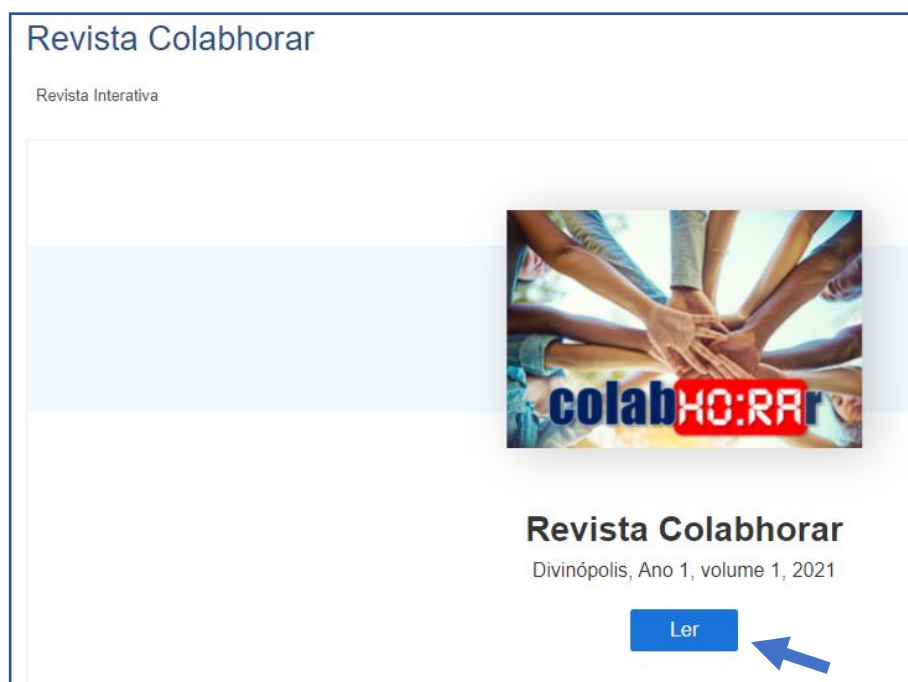 Revista Colabhorar
Revista Interativa
colabHO:RAr
Revista Colabhorar
Divinópolis, Ano 1, volume 1, 2021
Ler